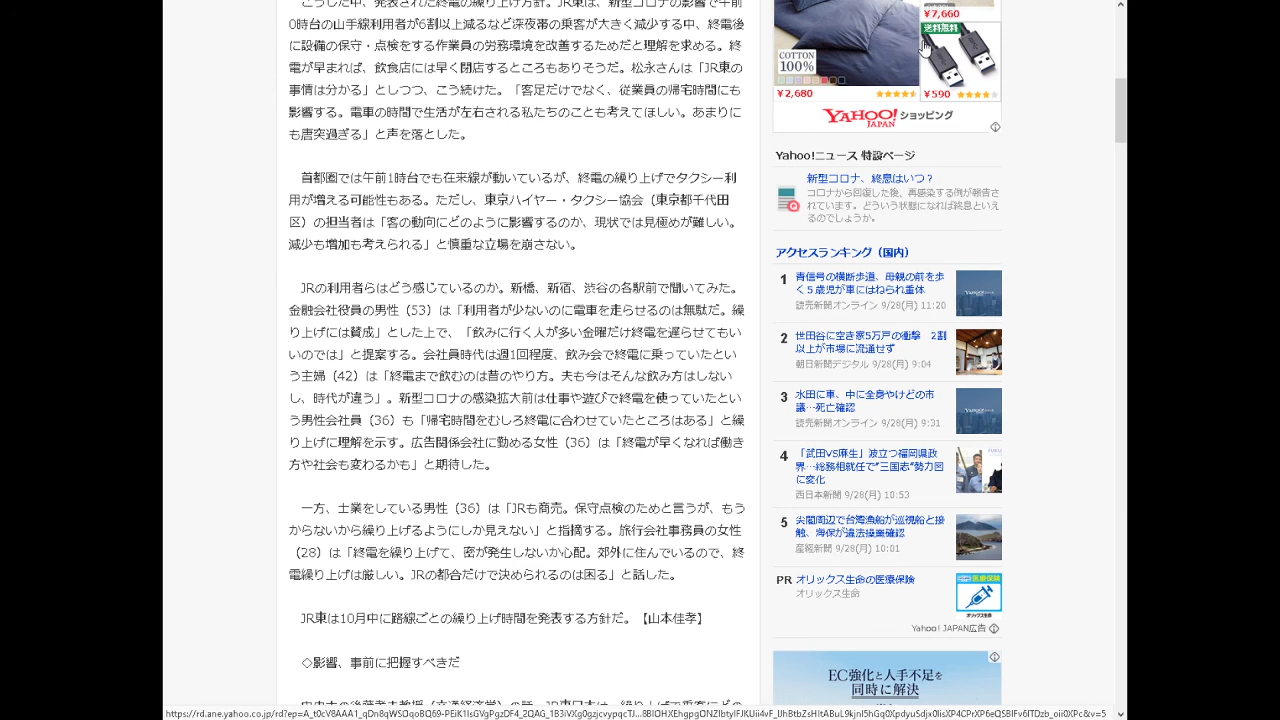 こうした中、発表された終電の繰り上げ方針。JR東は、新型コロナの影響で午前
0時台の山手線利用者が6割以上減るなど深夜帯の乗客が大きく減少する中、終電後
に設備の保守・点検をする作業員の労務環境を改善するためだと理解を求める。終
電が早まれば、飲食店には早く閉店するところもありそうだ。松永さんは「JR東の
事情は分かる」としつつ、こう続けた。「客足だけでなく、従業員の帰宅時間にも
影響する。電車の時間で生活が左右される私たちのことも考えてほしい。あまりに
も唐突過ぎる」と声を落とした。
首都圏では午前1時台でも在来線が動いているが、終電の繰り上げでタクシー利
用が増える可能性もある。ただし、東京ハイヤー・タクシー協会（東京都千代田
区）の担当者は「客の動向にどのように影響するのか、現状では見極めが難しい。
減少も増加も考えられる」と慎重な立場を崩さない。
JRの利用者らはどう感じているのか。新橋、新宿、渋谷の各駅前で聞いてみた。
金融会社役員の男性（53）は「利用者が少ないのに電車を走らせるのは無駄だ。繰
り上げには賛成」とした上で、「飲みに行く人が多い金曜だけ終電を遅らせてもい
いのでは」と提案する。会社員時代は週1回程度、飲み会で終電に乗っていたとい
う主婦（42）は「終電まで飲むのは昔のやり方。夫も今はそんな飲み方はしない
し、時代が違う」。新型コロナの感染拡大前は仕事や遊びで終電を使っていたとい
う男性会社員（36）も「帰宅時間をむしろ終電に合わせていたところはある」と繰
り上げに理解を示す。広告関係会社に勤める女性（36）は「終電が早くなれば働き
方や社会も変わるかも」と期待した。
一方、士業をしている男性（36）は「JRも商売。保守点検のためと言うが、もう
からないから繰り上げるようにしか見えない」と指摘する。旅行会社事務員の女性
（28）は「終電を繰り上げて、密が発生しないか心配。郊外に住んでいるので、終
電繰り上げは厳しい。JRの都合だけで決められるのは困る」と話した。
JR東は10月中に路線ごとの繰り上げ時間を発表する方針だ。【山本佳孝】
◇影響、事前に把握すべきだ
¥7,660
送料無料
COTTON
100%
¥2,680
¥590
YAHOO!
JAPAN
ショッピング
Yahoo!ニュース 特設ページ
新型コロナ、終息はいつ？
コロナから回復した後、再感染する例が報告さ
れています。どういう状態になれば終息といえ
るのでしょうか。
アクセスランキング（国内）
1 青信号の横断歩道、母親の前を歩
く５歳児が車にはねられ重体
読売新聞オンライン 9/28(月) 11:20
2 世田谷に空き家5万戸の衝撃 2割
以上が市場に流通せず
朝日新聞デジタル 9/28(月) 9:04
3 水田に車、中に全身やけどの市
議…死亡確認
読売新聞オンライン 9/28(月) 9:31
4 「武田VS麻生」波立つ福岡県政
界…総務相就任で“三国志”勢力図
に変化
西日本新聞 9/28(月) 10:53
5 尖閣周辺で台湾漁船が巡視船と接
触、海保が違法操業確認
産経新聞 9/28(月) 10:01
PR オリックス生命の医療保険
オリックス生命
医療保険
オリックス生命
Yahoo! JAPAN広告
EC強化と人手不足を
同時に解決